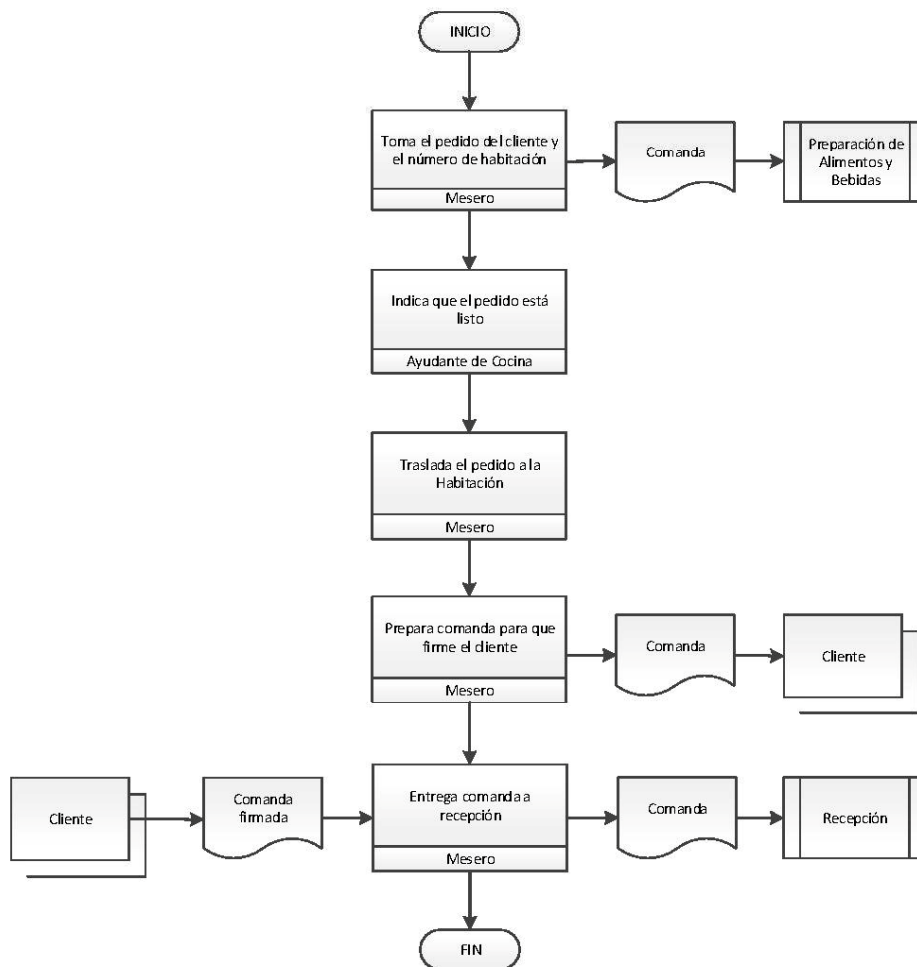 INICIO
Toma el pedido del cliente y
el número de habitación
Mesero
Comanda
Preparación de
Alimentos y
Bebidas
Indica que el pedido está
listo
Ayudante de Cocina
Traslada el pedido a la
Habitación
Mesero
Prepara comanda para que
firme el cliente
Mesero
Comanda
Cliente
Cliente
Comanda
firmada
Entrega comanda a
recepción
Mesero
Comanda
Recepción
FIN